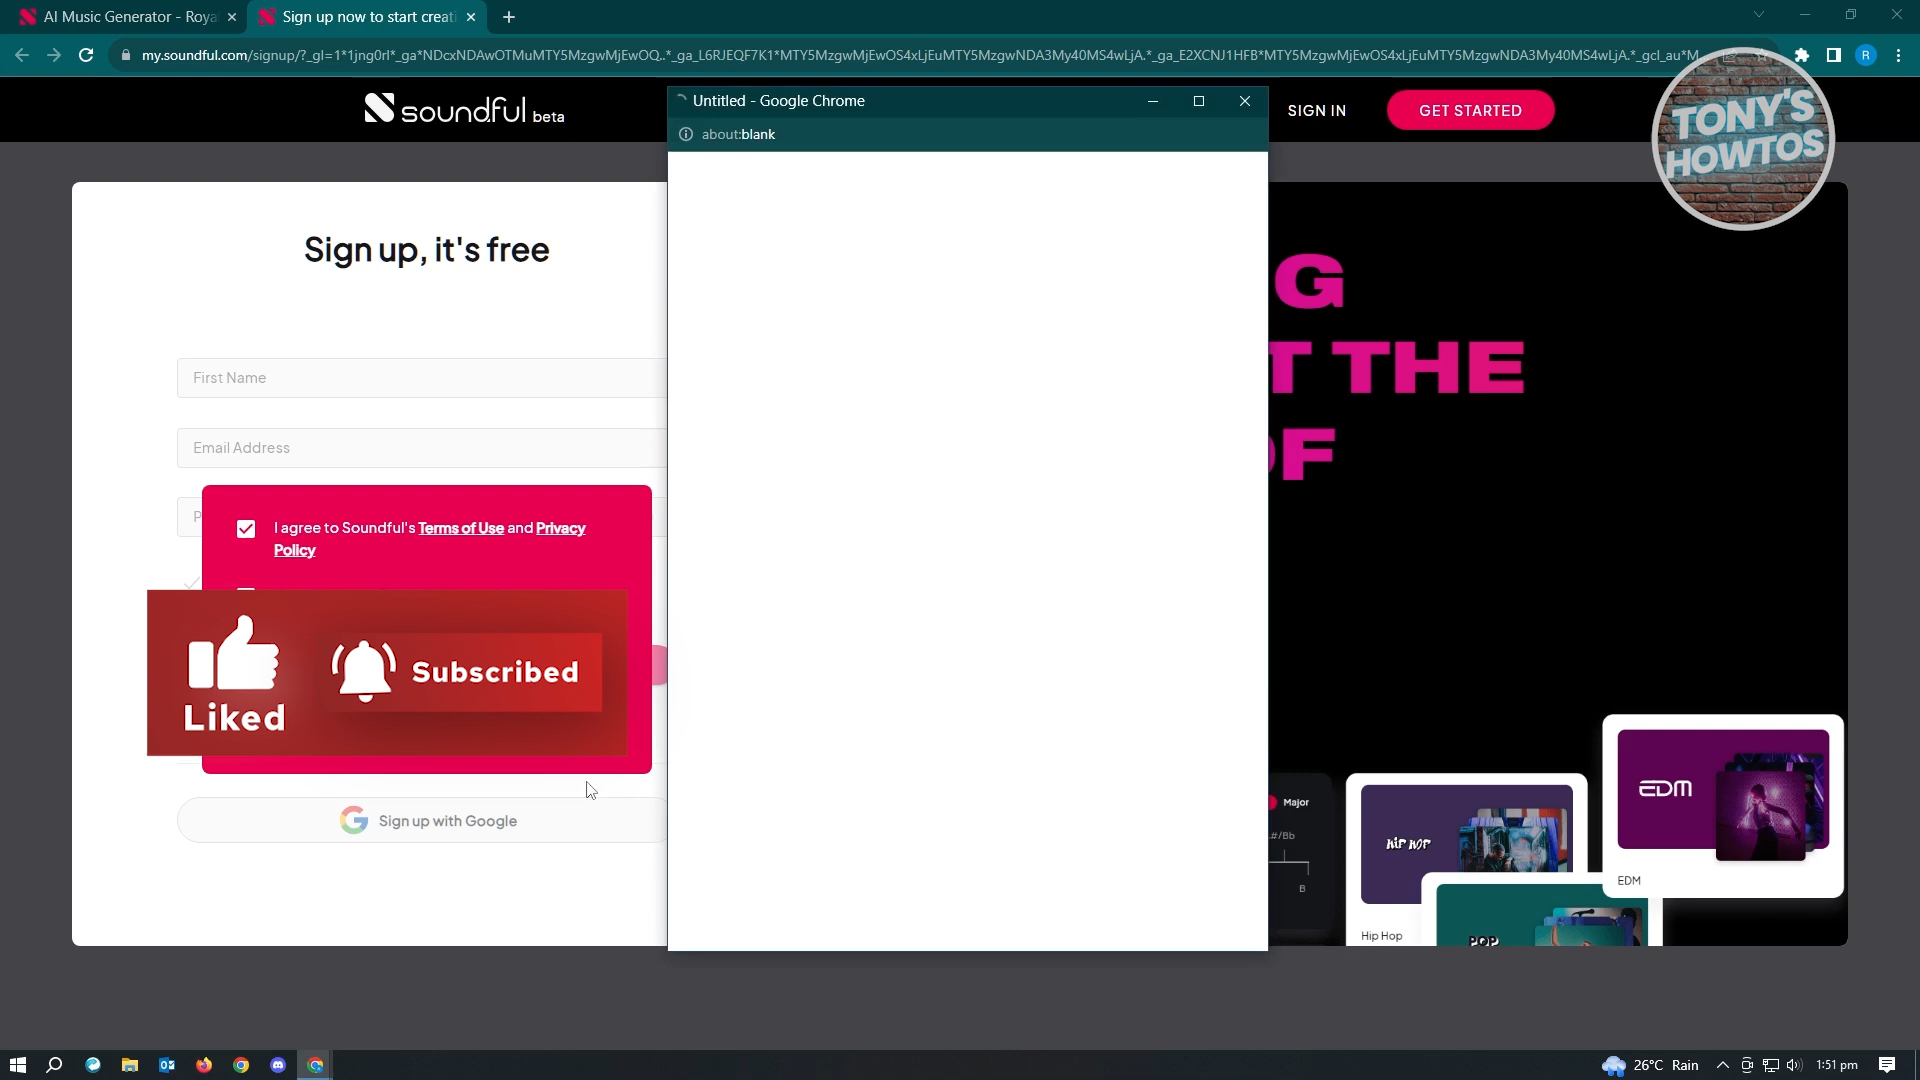 AI Music Generator - Roya
Sign up now to start creati
my.soundful.com/signup/?_gl=1*1jng0rl*_ga*NDcxNDAwOTMuMTY5MzgwMjEwOQ..*_ga_L6RJEQF7K1*MTY5MzgwMjEwOS4xLjEuMTY5MzgwNDA3My40MS4wLjA.*_ga_E2XCNJ1HFB*MTY5MzgwMjEwOS4xLjEuMTY5MzgwNDA3My40MS4wLjA.*_gcl_au*M...
R
soundful beta
Untitled - Google Chrome
about:blank
SIGN IN
GET STARTED
TONY'S
HOWTOS
Sign up, it's free
First Name
Email Address
P
I agree to Soundful's Terms of Use and Privacy
Policy
Liked
Subscribed
Sign up with Google
G
T THE
OF
Major
.#/Bb
B
HIP HOP
Hip Hop
POP
EDM
EDM
26°C Rain
1:51 pm